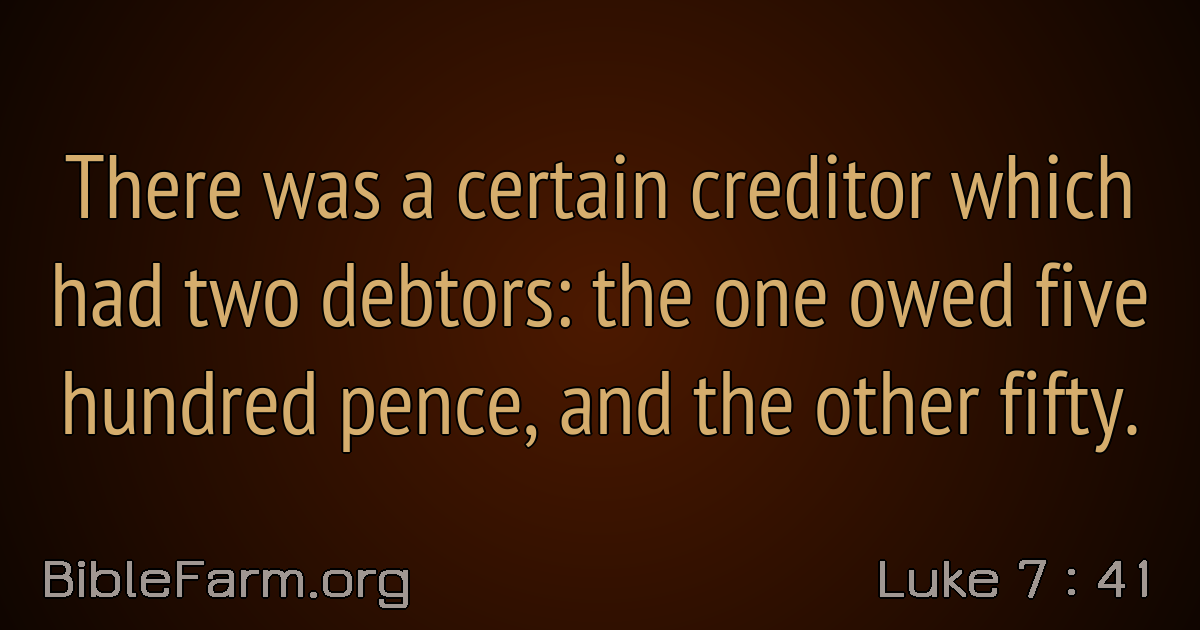 There was a certain creditor which
had two debtors: the one owed five
hundred pence, and the other fifty.
BibleFarm.org
Luke 7 : 41